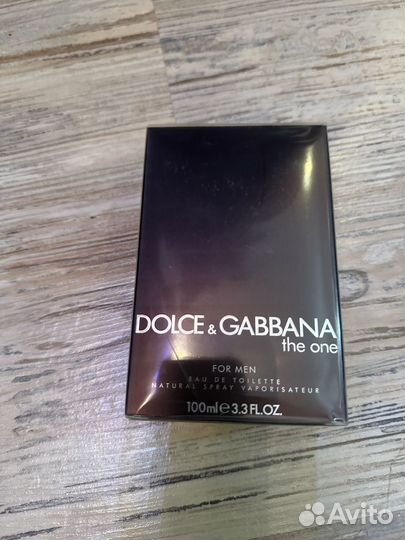 DOLCE & GABBANA
the one
FOR MEN
EAU DE TOILETTE
NATURAL SPRAY VAPORISATEUR
100ml℮3.3 FL.OZ.
Avito